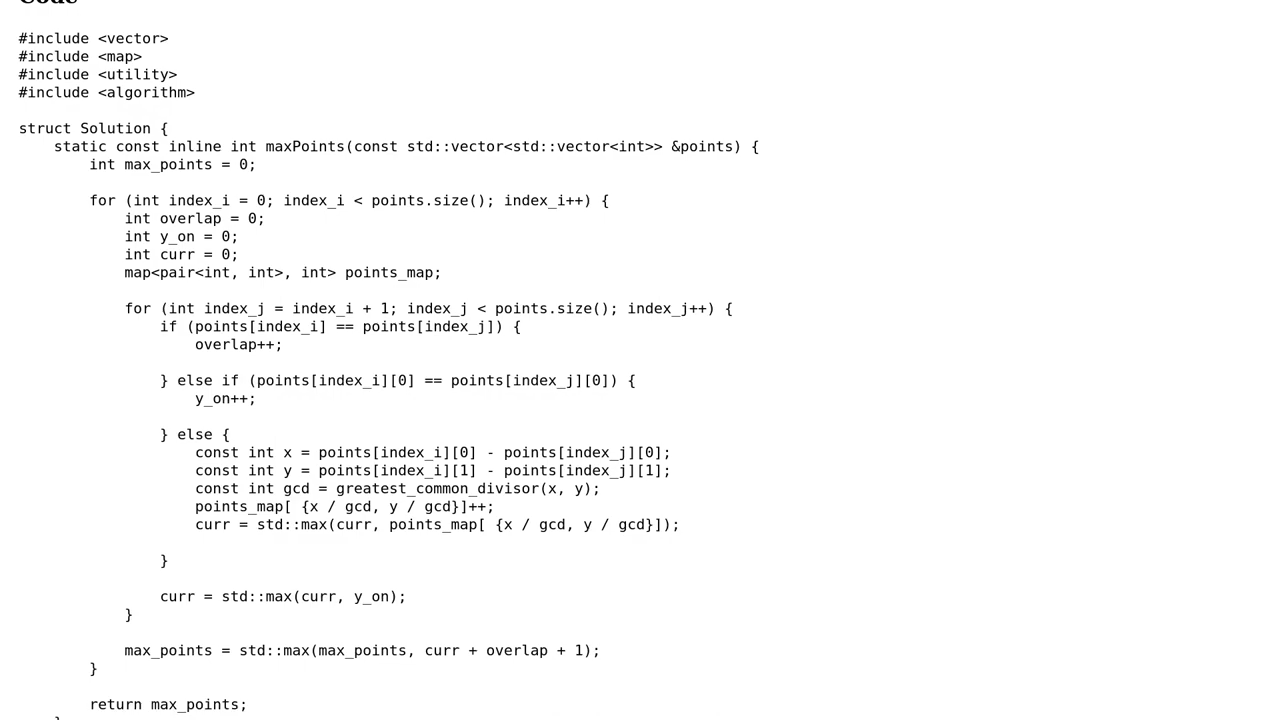 Code
#include <vector>
#include <map>
#include <utility>
#include <algorithm>
struct Solution {
    static const inline int maxPoints(const std::vector<std::vector<int>> &points) {
        int max_points = 0;
        for (int index_i = 0; index_i < points.size(); index_i++) {
            int overlap = 0;
            int y_on = 0;
            int curr = 0;
            map<pair<int, int>, int> points_map;
            for (int index_j = index_i + 1; index_j < points.size(); index_j++) {
                if (points[index_i] == points[index_j]) {
                    overlap++;
                } else if (points[index_i][0] == points[index_j][0]) {
                    y_on++;
                } else {
                    const int x = points[index_i][0] - points[index_j][0];
                    const int y = points[index_i][1] - points[index_j][1];
                    const int gcd = greatest_common_divisor(x, y);
                    points_map[ {x / gcd, y / gcd}]++;
                    curr = std::max(curr, points_map[ {x / gcd, y / gcd}]);
                }
                curr = std::max(curr, y_on);
            }
            max_points = std::max(max_points, curr + overlap + 1);
        }
        return max_points;